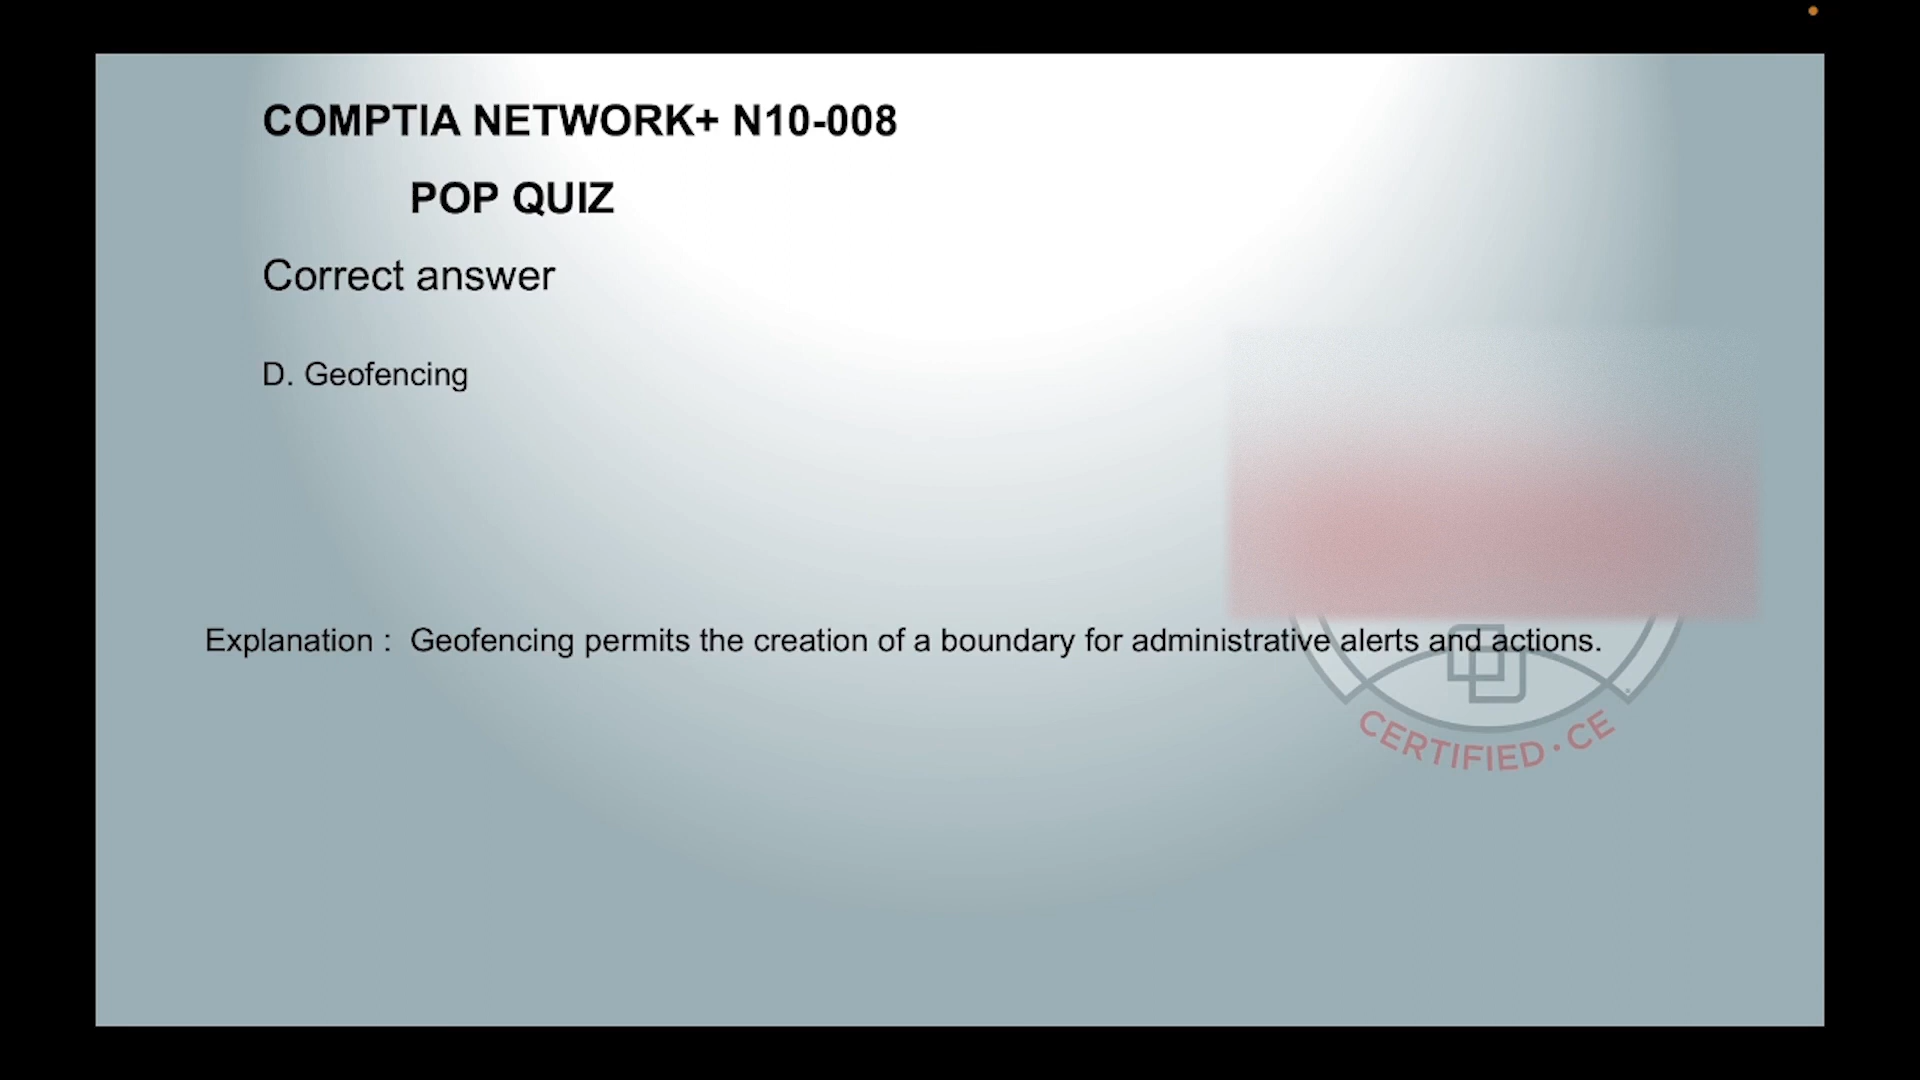 COMPTIA NETWORK+ N10-008
POP QUIZ
Correct answer
D. Geofencing
Explanation : Geofencing permits the creation of a boundary for administrative alerts and actions.
CERTIFIED · CE